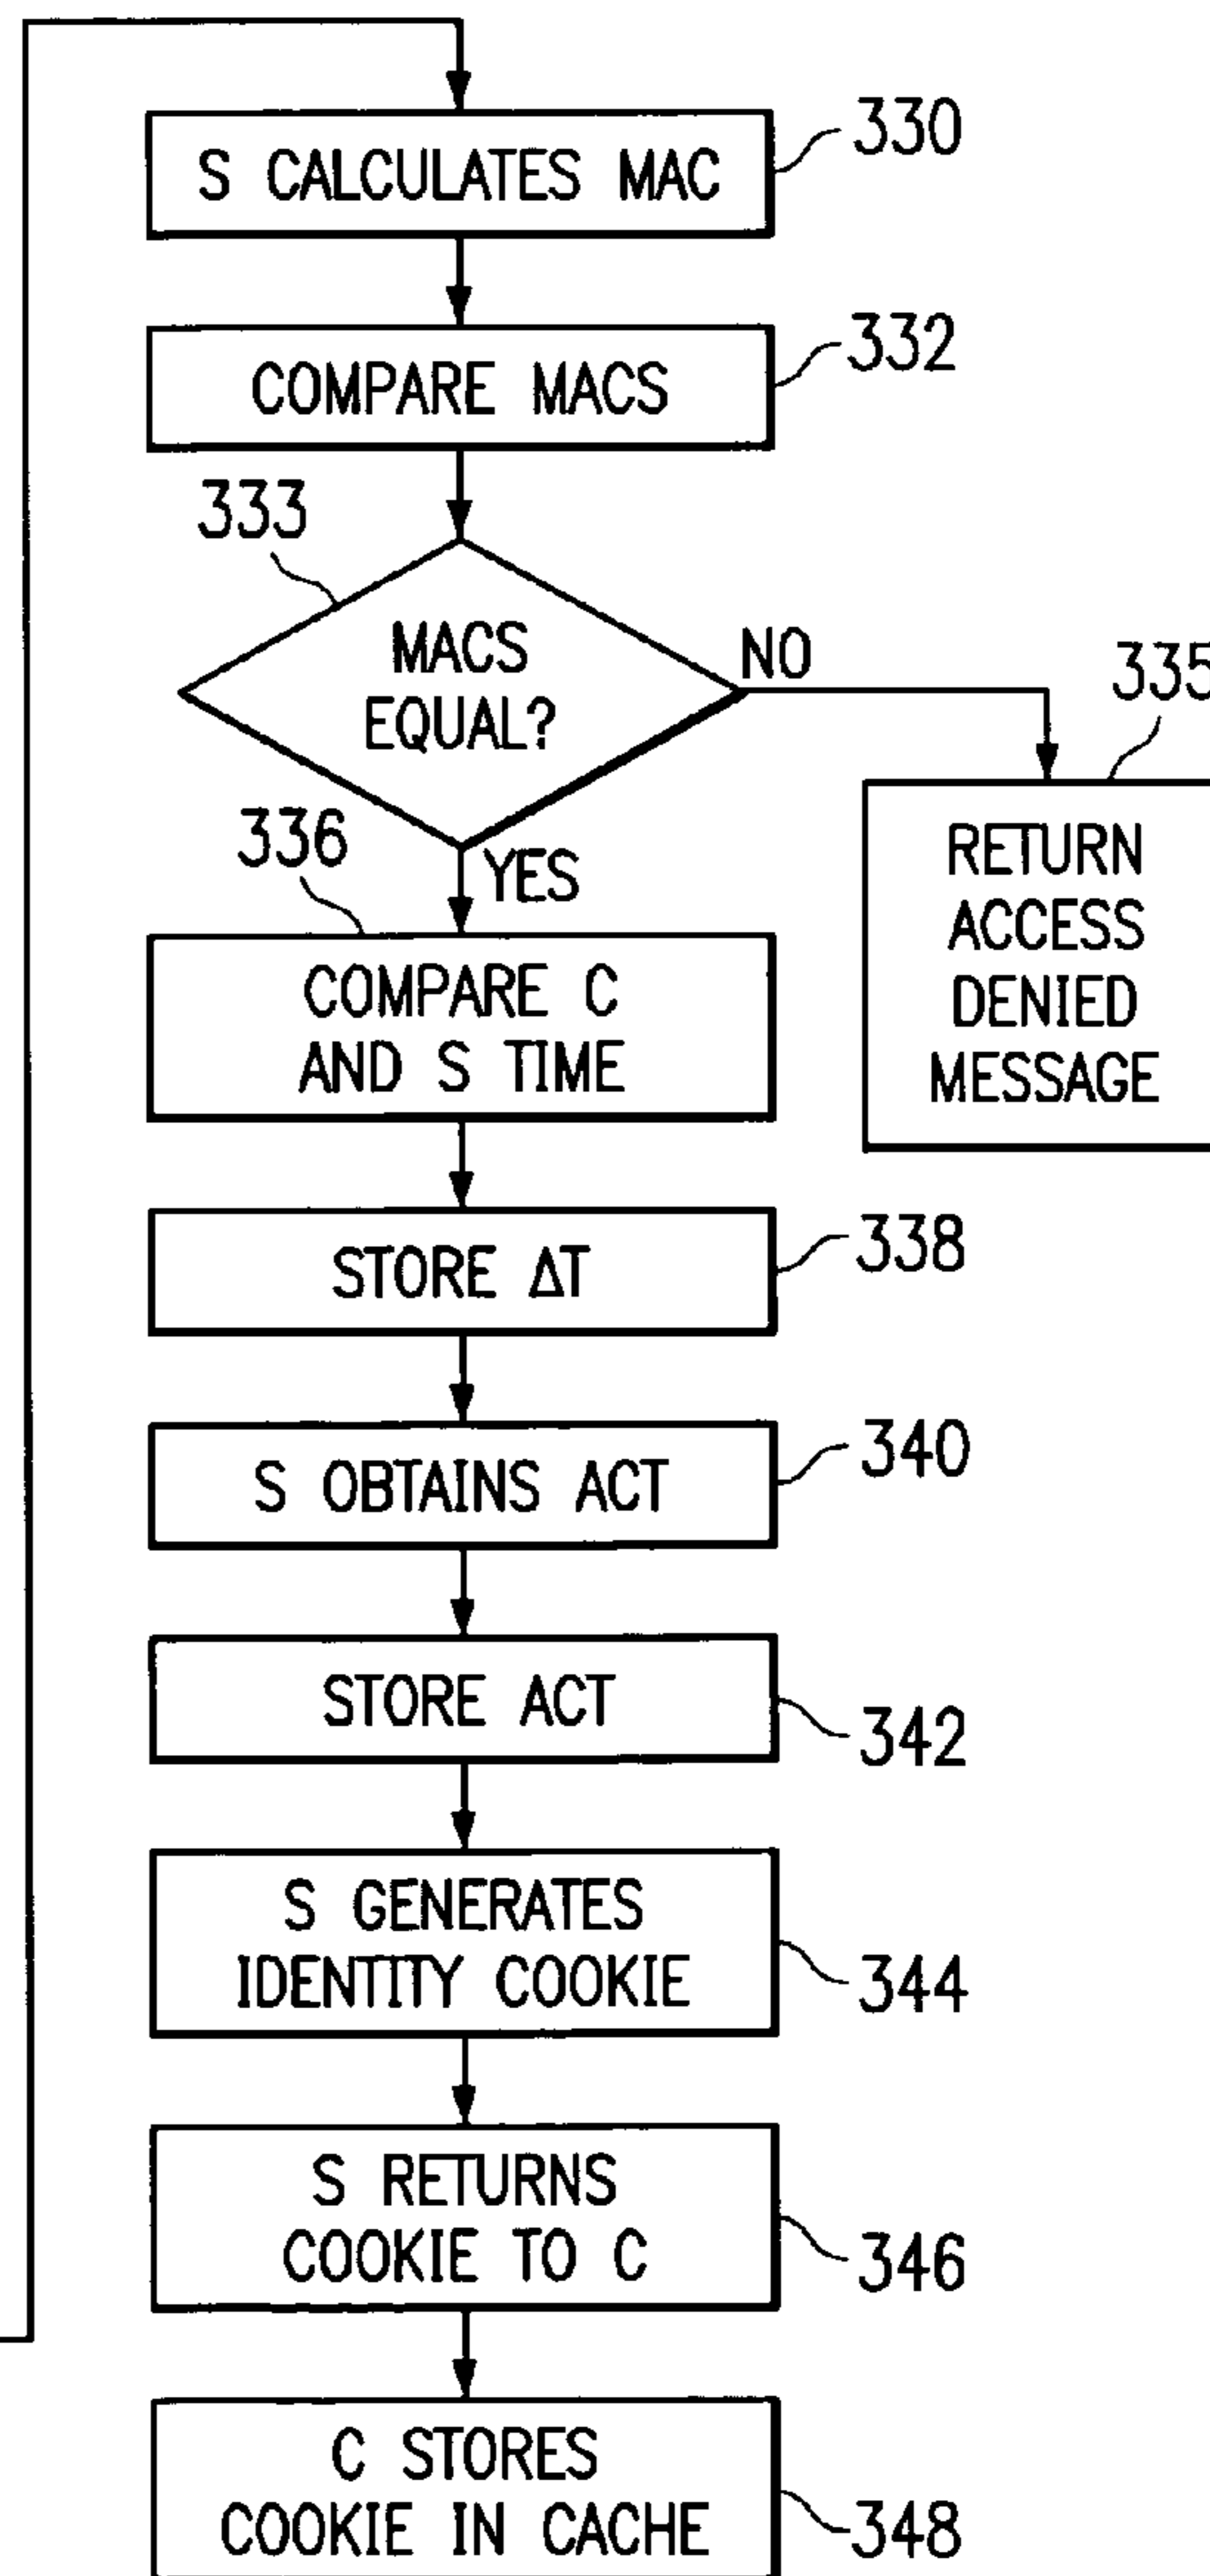 S CALCULATES MAC
330
COMPARE MACS
332
333
MACS
EQUAL?
NO
335
RETURN
ACCESS
DENIED
MESSAGE
336
YES
COMPARE C
AND S TIME
STORE ΔT
338
S OBTAINS ACT
340
STORE ACT
342
S GENERATES
IDENTITY COOKIE
344
S RETURNS
COOKIE TO C
346
C STORES
COOKIE IN CACHE
348